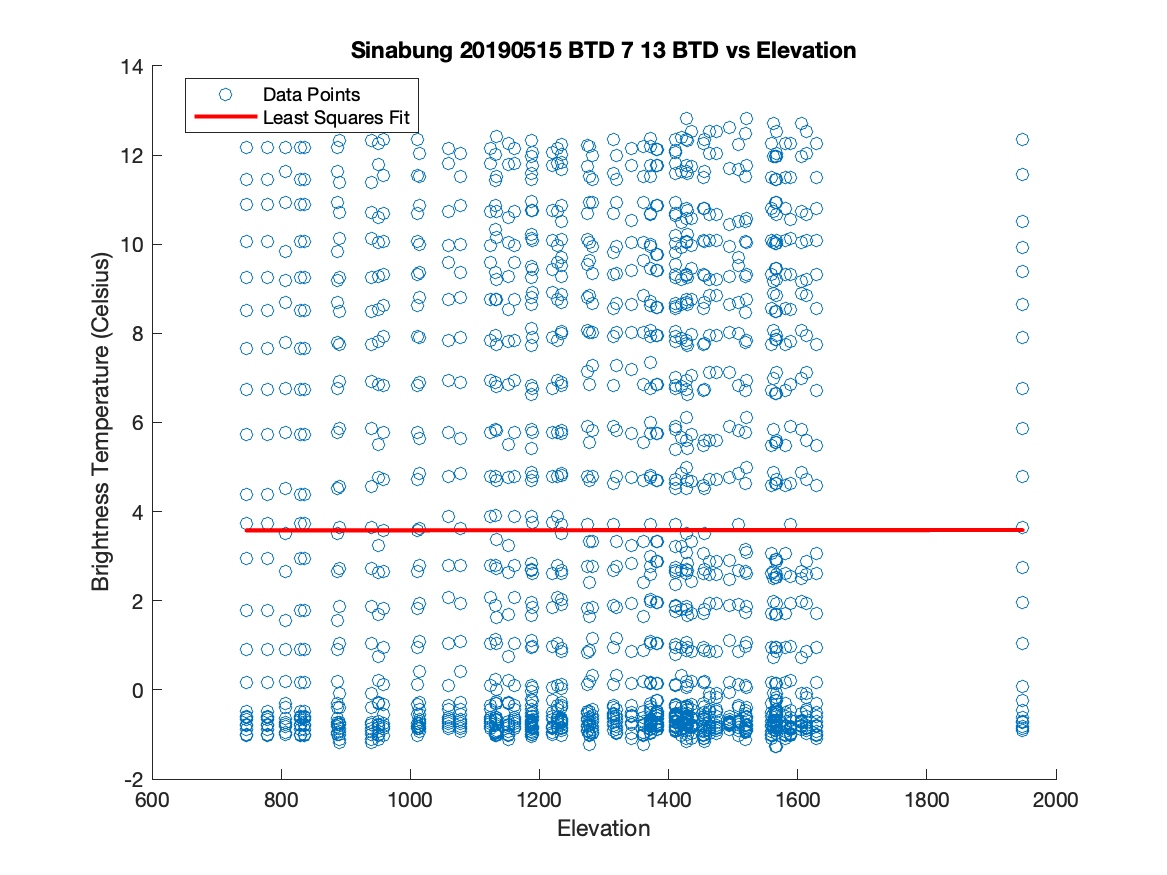 Sinabung 20190515 BTD 7 13 BTD vs Elevation
Data Points
Least Squares Fit
Brightness Temperature (Celsius)
14
12
10
8
6
4
2
0
-2
600 800 1000 1200 1400 1600 1800 2000
Elevation